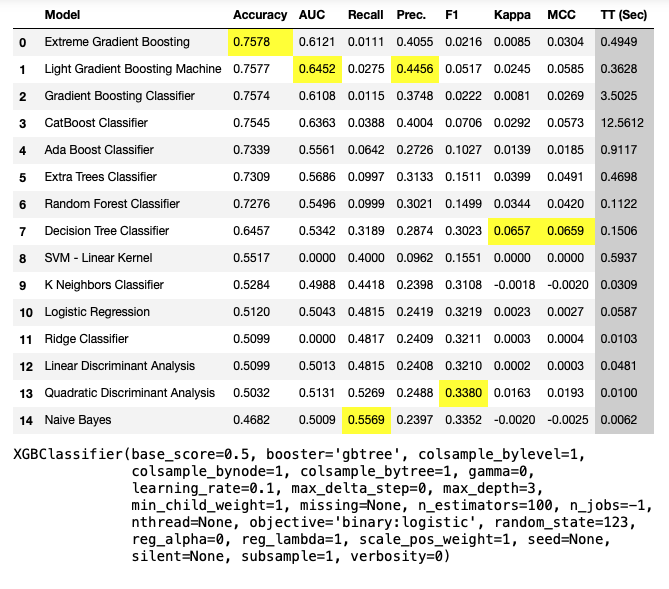 Model Accuracy AUC Recall Prec. F1 Kappa MCC TT (Sec)
0 Extreme Gradient Boosting 0.7578 0.6121 0.0111 0.4055 0.0216 0.0085 0.0304 0.4949
1 Light Gradient Boosting Machine 0.7577 0.6452 0.0275 0.4456 0.0517 0.0245 0.0585 0.3628
2 Gradient Boosting Classifier 0.7574 0.6108 0.0115 0.3748 0.0222 0.0081 0.0269 3.5025
3 CatBoost Classifier 0.7545 0.6363 0.0388 0.4004 0.0706 0.0292 0.0573 12.5612
4 Ada Boost Classifier 0.7339 0.5561 0.0642 0.2726 0.1027 0.0139 0.0185 0.9117
5 Extra Trees Classifier 0.7309 0.5686 0.0997 0.3133 0.1511 0.0399 0.0491 0.4698
6 Random Forest Classifier 0.7276 0.5496 0.0999 0.3021 0.1499 0.0344 0.0420 0.1122
7 Decision Tree Classifier 0.6457 0.5342 0.3189 0.2874 0.3023 0.0657 0.0659 0.1506
8 SVM - Linear Kernel 0.5517 0.0000 0.4000 0.0962 0.1551 0.0000 0.0000 0.5937
9 K Neighbors Classifier 0.5284 0.4988 0.4418 0.2398 0.3108 -0.0018 -0.0020 0.0309
10 Logistic Regression 0.5120 0.5043 0.4815 0.2419 0.3219 0.0023 0.0027 0.0587
11 Ridge Classifier 0.5099 0.0000 0.4817 0.2409 0.3211 0.0003 0.0004 0.0103
12 Linear Discriminant Analysis 0.5099 0.5013 0.4815 0.2408 0.3210 0.0002 0.0003 0.0481
13 Quadratic Discriminant Analysis 0.5032 0.5131 0.5269 0.2488 0.3380 0.0163 0.0193 0.0100
14 Naive Bayes 0.4682 0.5009 0.5569 0.2397 0.3352 -0.0020 -0.0025 0.0062
XGBClassifier(base_score=0.5, booster='gbtree', colsample_bylevel=1,
colsample_bynode=1, colsample_bytree=1, gamma=0,
learning_rate=0.1, max_delta_step=0, max_depth=3,
min_child_weight=1, missing=None, n_estimators=100, n_jobs=-1,
nthread=None, objective='binary:logistic', random_state=123,
reg_alpha=0, reg_lambda=1, scale_pos_weight=1, seed=None,
silent=None, subsample=1, verbosity=0)